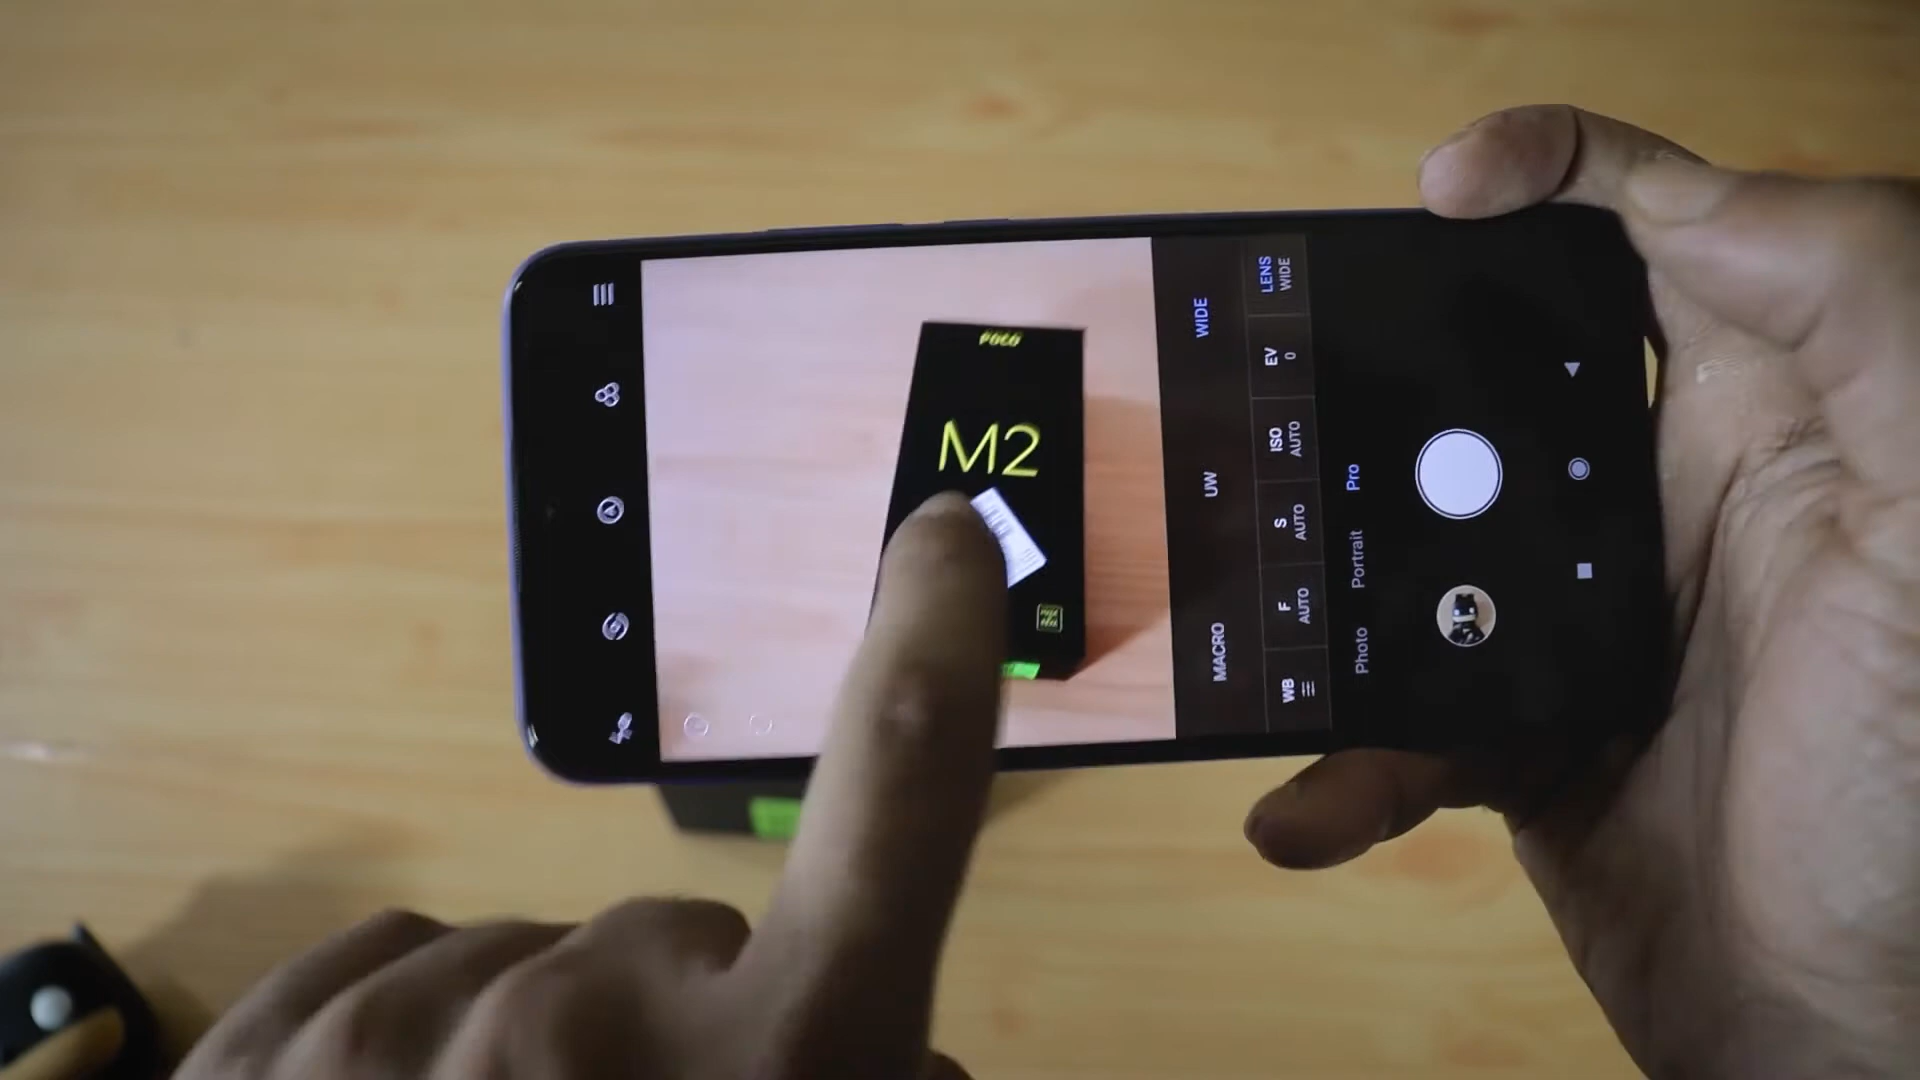 POCO
M2
WIDE
UW
MACRO
LENS
WIDE
EV
0
ISO
AUTO
S
AUTO
F
AUTO
WB
Pro
Portrait
Photo